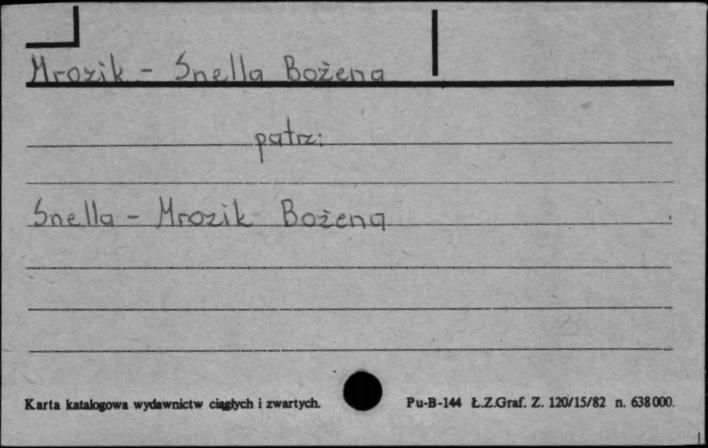 Mrozik - Snella Bożena
patrz:
Snella - Mrozik Bożena
Karta katalogowa wydawnictw ciągłych i zwartych. Pu-B-144 Ł.Z.Graf. Z. 120/15/82 n. 638000.